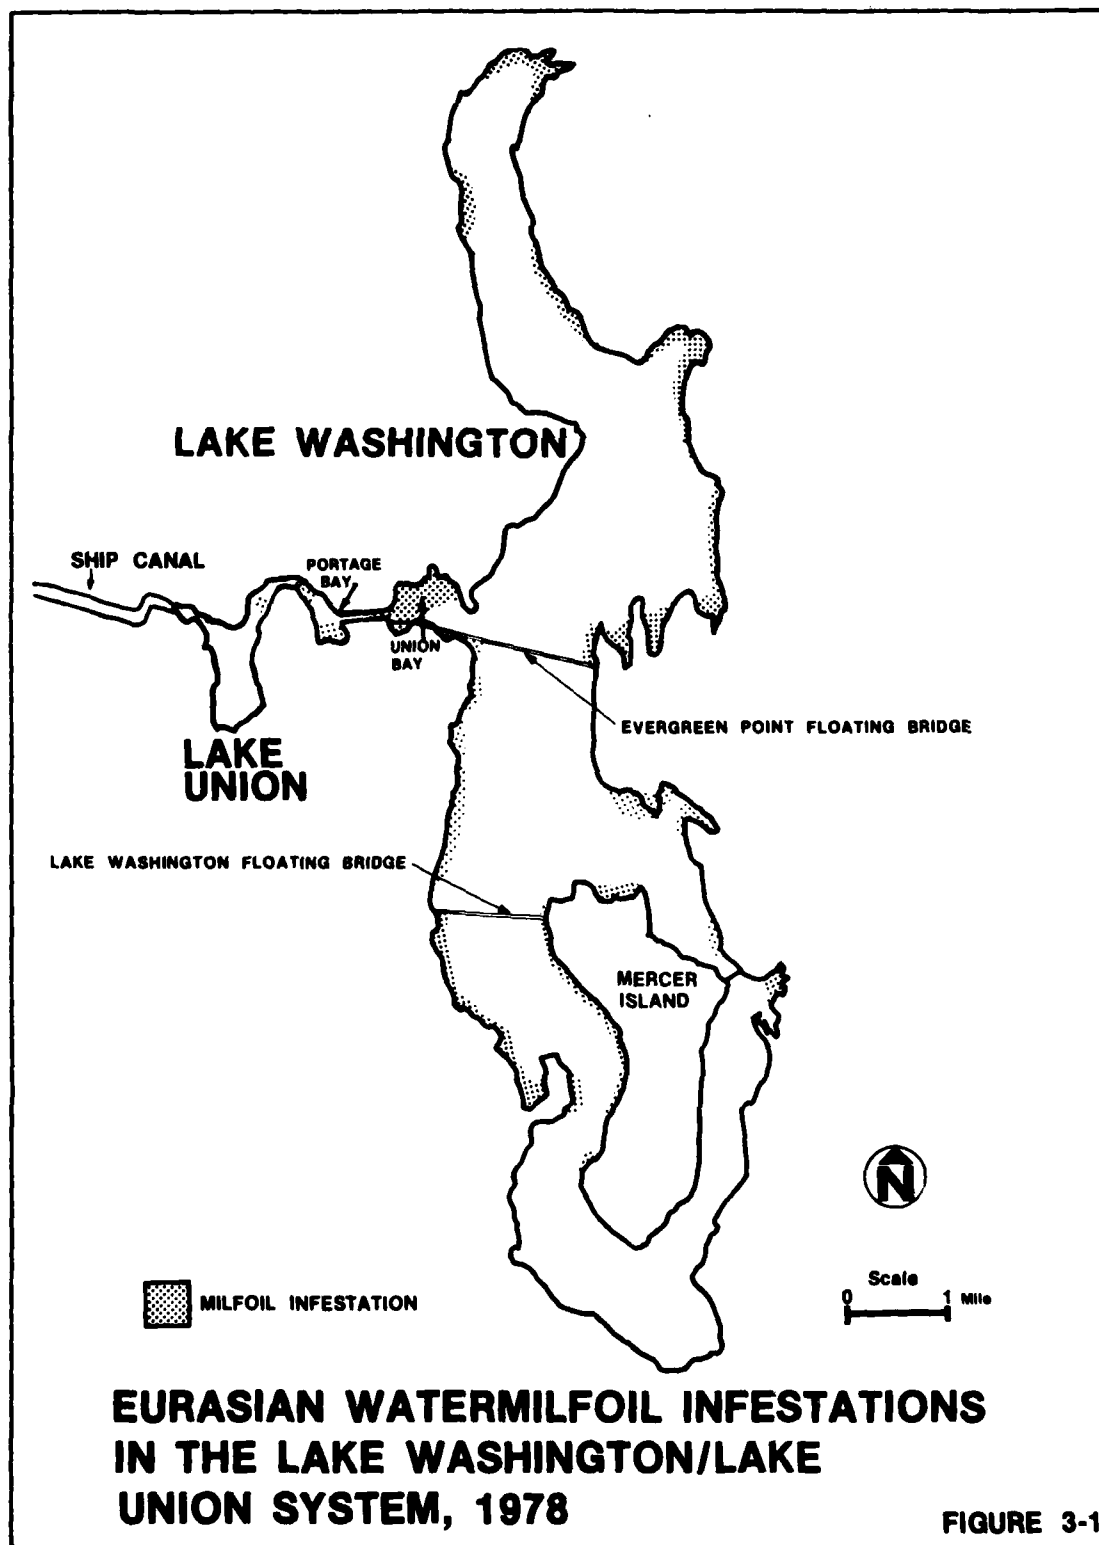 LAKE WASHINGTON
SHIP CANAL
PORTAGE
BAY
UNION
BAY
EVERGREEN POINT FLOATING BRIDGE
LAKE
UNION
LAKE WASHINGTON FLOATING BRIDGE
MERCER
ISLAND
N
Scale
0 1 Mile
MILFOIL INFESTATION
EURASIAN WATERMILFOIL INFESTATIONS
IN THE LAKE WASHINGTON/LAKE
UNION SYSTEM, 1978
FIGURE 3-1